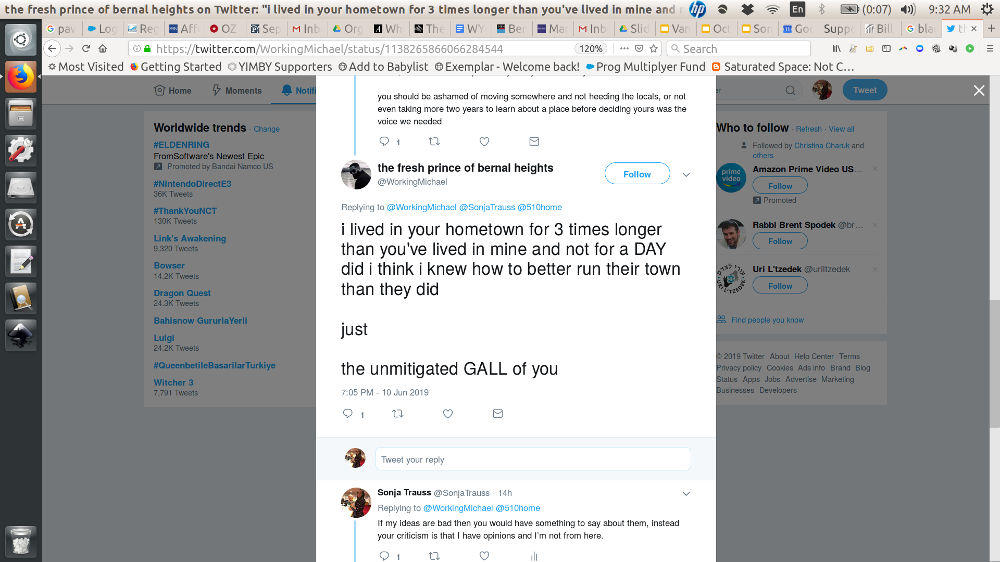 the fresh prince of bernal heights on Twitter: "i lived in your hometown for 3 times longer than you've lived in mine and
hp
En
(0:07)
9:32 AM
pav
Log
Reg
Aff
OZ
Sep
Inb
Org
Wh
The
WY
Ben
Mar
Inb
Slid
Van
Oct
Son
Goo
Suppo
Bill
bla
th
https://twitter.com/WorkingMichael/status/1138265866066284544
120%
Search
Most Visited
Getting Started
YIMBY Supporters
Add to Babylist
Exemplar - Welcome back!
Prog Multiplyer Fund
Saturated Space: Not C…
Home
Moments
Notifi
er
Tweet
Worldwide trends · Change
#ELDENRING
FromSoftware's Newest Epic
Promoted by Bandai Namco US
#NintendoDirectE3
36K Tweets
#ThankYouNCT
130K Tweets
Link's Awakening
9,320 Tweets
Bowser
14.2K Tweets
Dragon Quest
24.3K Tweets
Bahisnow GururlaYerli
Luigi
24.2K Tweets
#QueenbetileBasarilarTurkiye
Witcher 3
7,791 Tweets
you should be ashamed of moving somewhere and not heeding the locals, or not
even taking more two years to learn about a place before deciding yours was the
voice we needed
1
the fresh prince of bernal heights
@WorkingMichael
Follow
Replying to @WorkingMichael @SonjaTrauss @510home
i lived in your hometown for 3 times longer
than you've lived in mine and not for a DAY
did i think i knew how to better run their town
than they did
just
the unmitigated GALL of you
7:05 PM - 10 Jun 2019
1
Tweet your reply
Sonja Trauss @SonjaTrauss · 14h
Replying to @WorkingMichael @510home
If my ideas are bad then you would have something to say about them, instead
your criticism is that I have opinions and I'm not from here.
1
Who to follow · Refresh · View all
Followed by Christina Charuk and
others
prime
video
Amazon Prime Video US…
Follow
Promoted
Rabbi Brent Spodek @br…
Follow
אורי לצדק
URI L'TZEDEK
Uri L'tzedek @uriltzedek
Follow
Find people you know
© 2019 Twitter About Help Center Terms
Privacy policy Cookies Ads info Brand Blog
Status Apps Jobs Advertise Marketing
Businesses Developers